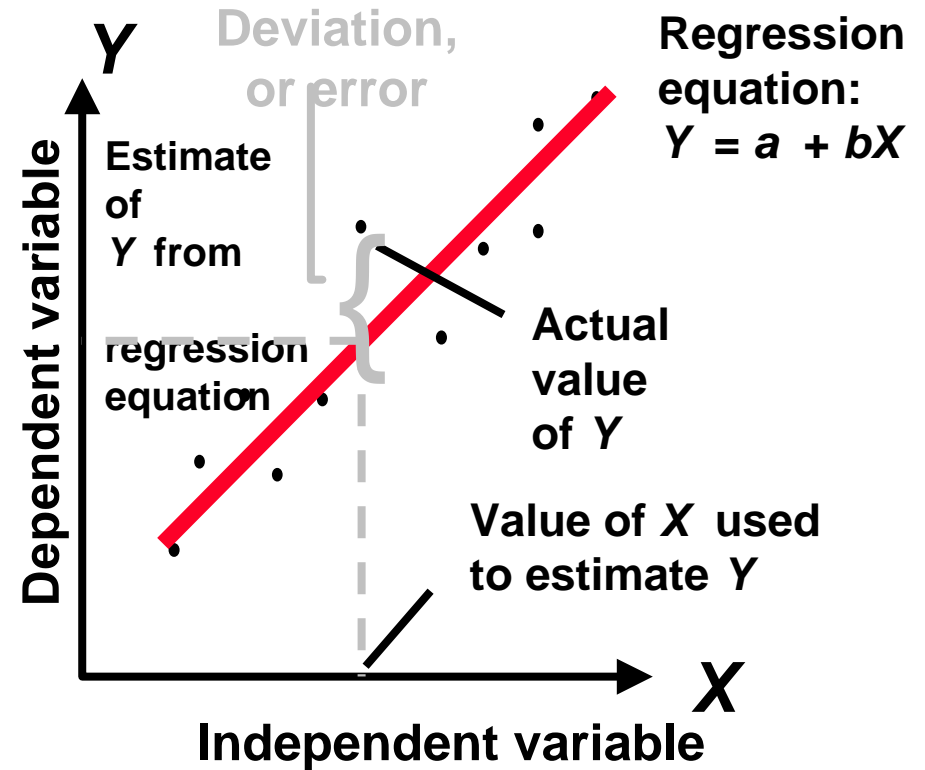 Y
Deviation,
or error
Regression
equation:
Y = a + bX
Estimate
of
Y from
regression
equation
Dependent variable
Actual
value
of Y
Value of X used
to estimate Y
X
Independent variable